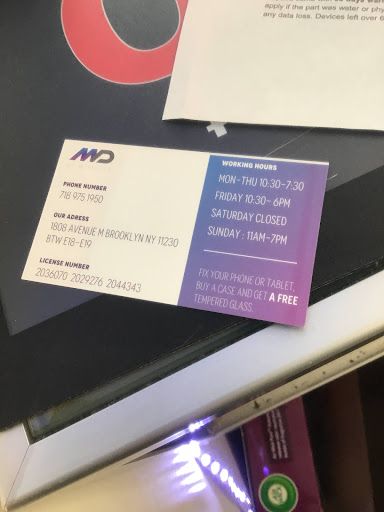 apply if the part was water or phy
any data loss. Devices left over 6
MD
PHONE NUMBER
718 975 1950
OUR ADRESS
1808 AVENUE M BROOKLYN NY 11230
BTW E18-E19
LICENSE NUMBER
2036070 2029276 2044343
WORKING HOURS
MON-THU 10:30-7:30
FRIDAY 10:30- 6PM
SATURDAY CLOSED
SUNDAY : 11AM-7PM
FIX YOUR PHONE OR TABLET,
BUY A CASE AND GET A FREE
TEMPERED GLASS.